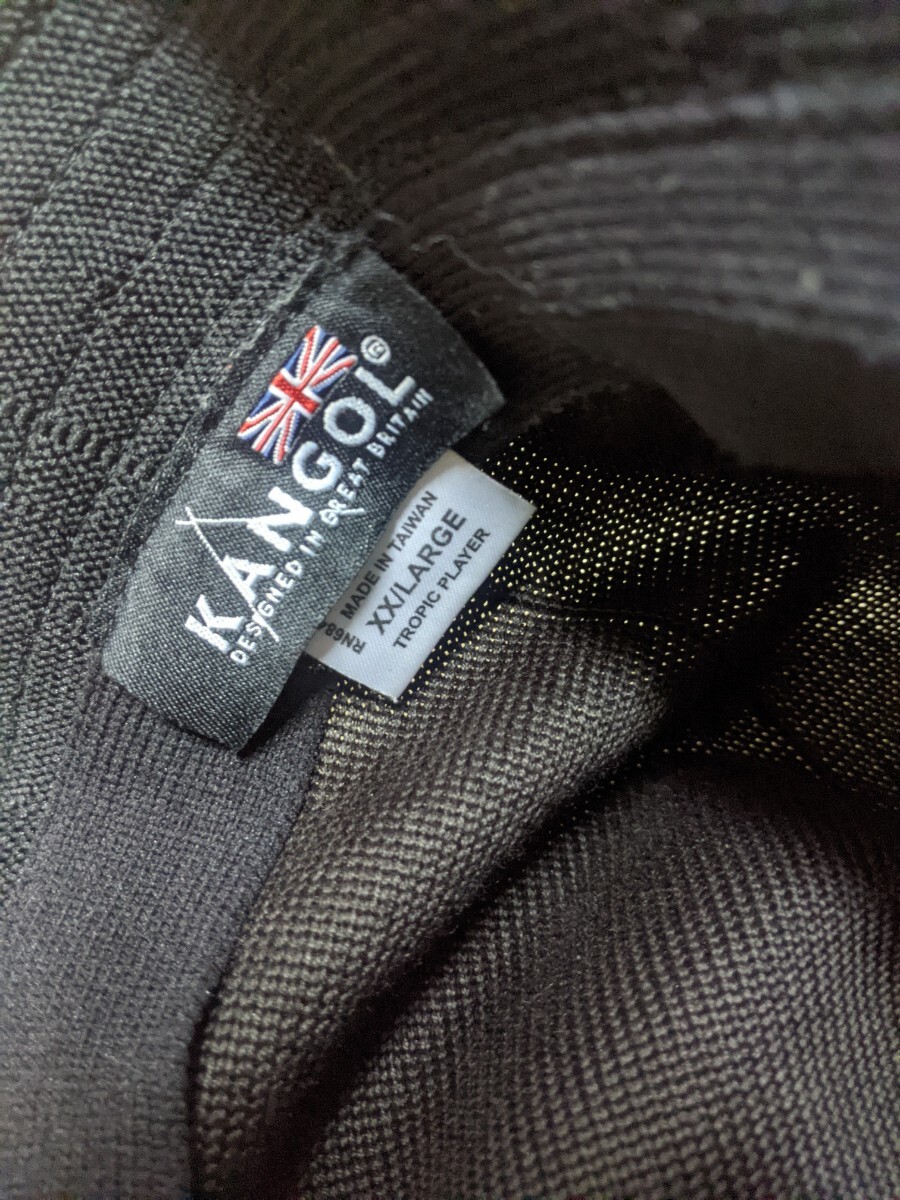 KANGOL®
DESIGNED IN GREAT BRITAIN
MADE IN TAIWAN
XX/LARGE
TROPIC PLAYER